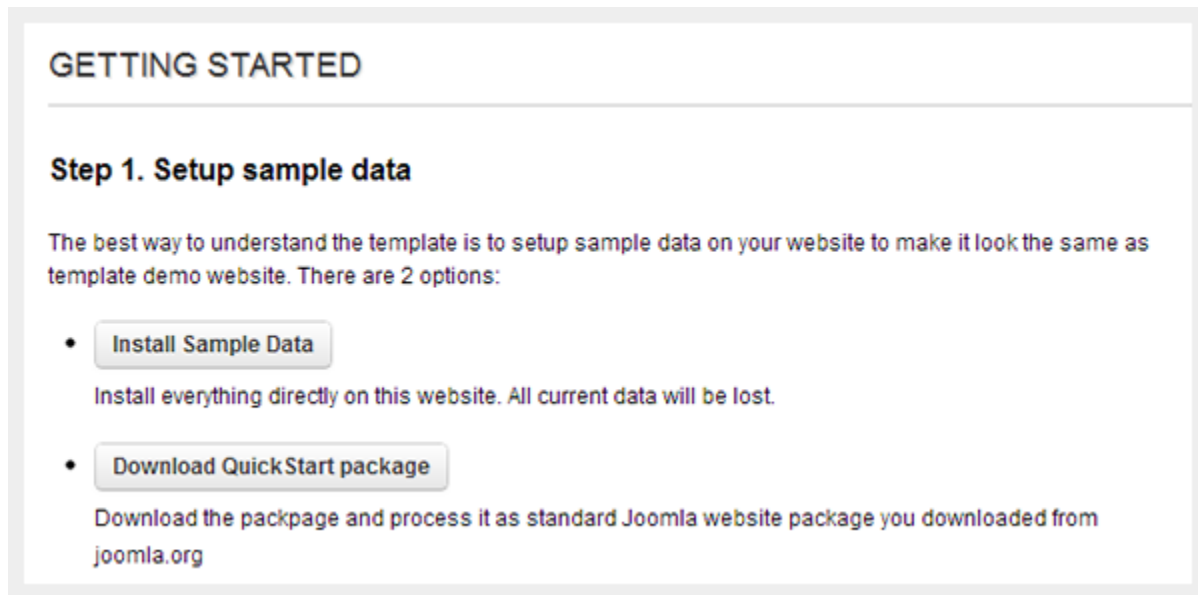 GETTING STARTED
Step 1. Setup sample data
The best way to understand the template is to setup sample data on your website to make it look the same as
template demo website. There are 2 options:
Install Sample Data
Install everything directly on this website. All current data will be lost.
Download QuickStart package
Download the packpage and process it as standard Joomla website package you downloaded from
joomla.org